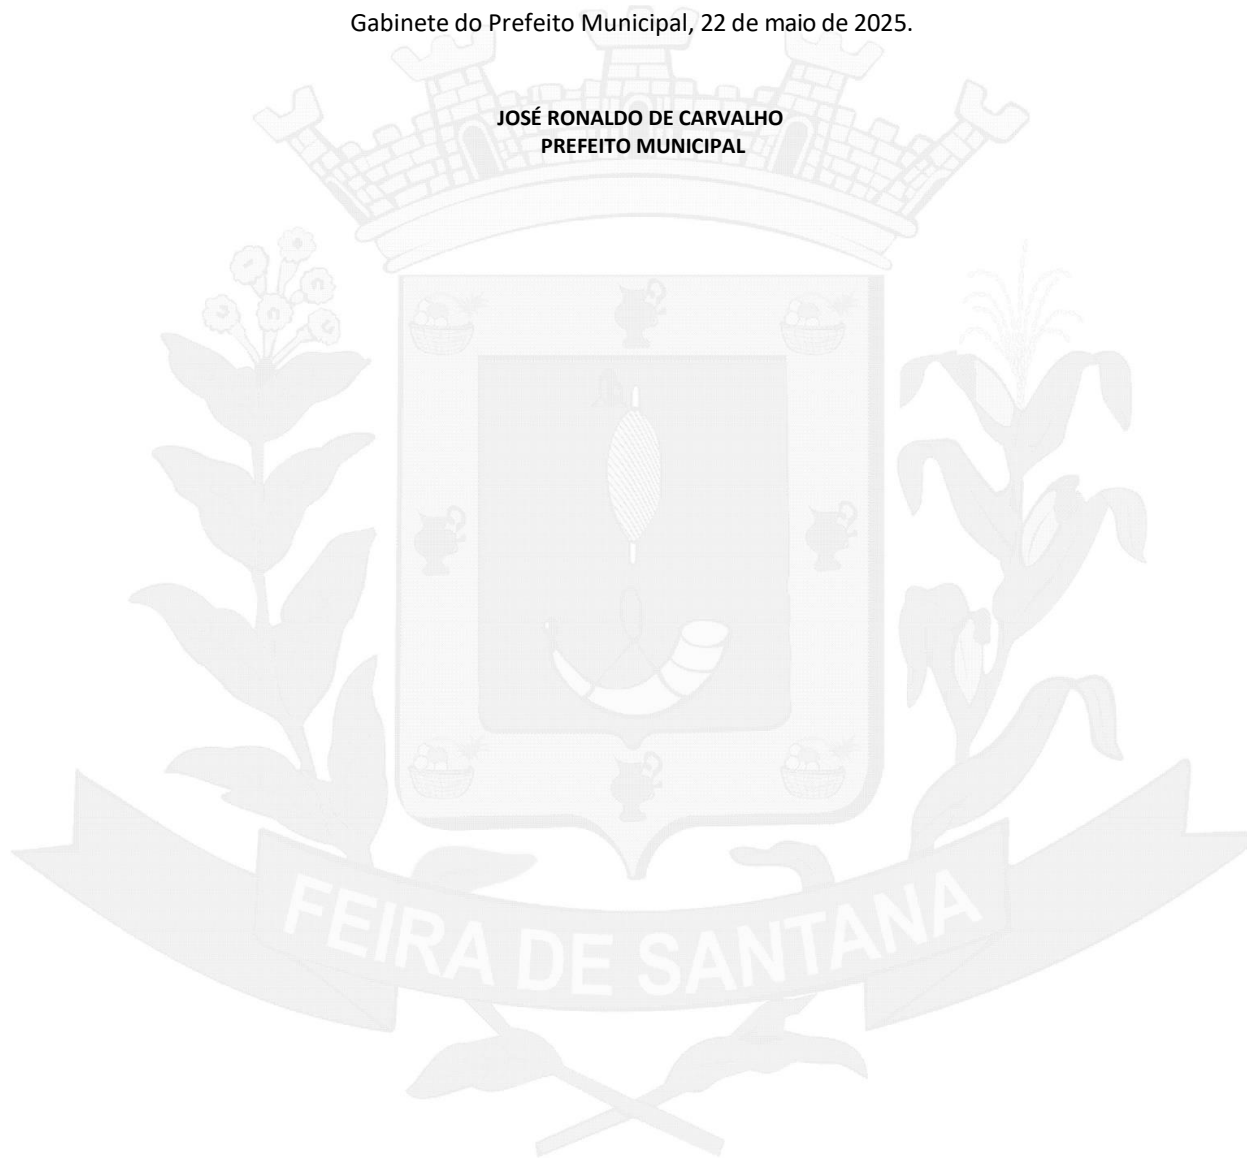 Gabinete do Prefeito Municipal, 22 de maio de 2025.
JOSÉ RONALDO DE CARVALHO
PREFEITO MUNICIPAL
FEIRA DE SANTANA